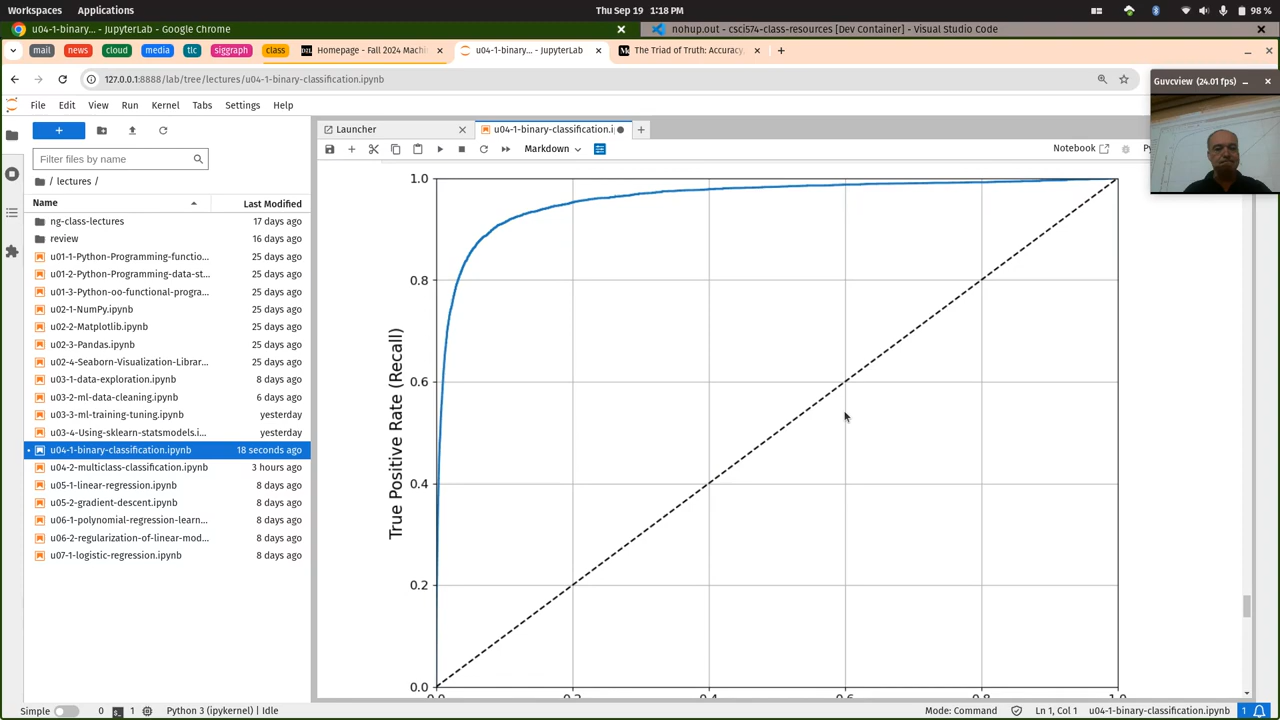 Workspaces Applications Thu Sep 19 1:18 PM 98 %
u04-1-binary-... - JupyterLab - Google Chrome nohup.out - csci574-class-resources [Dev Container] - Visual Studio Code
mail news cloud media tlc siggraph class Homepage - Fall 2024 Machi u04-1-binary-... - JupyterLab The Triad of Truth: Accuracy,
127.0.0.1:8888/lab/tree/lectures/u04-1-binary-classification.ipynb
Guvcview (24.01 fps)
File Edit View Run Kernel Tabs Settings Help
Launcher u04-1-binary-classification.i
Markdown Notebook Py
Filter files by name
/ lectures /
Name Last Modified
ng-class-lectures 17 days ago
review 16 days ago
u01-1-Python-Programming-functio... 25 days ago
u01-2-Python-Programming-data-st... 25 days ago
u01-3-Python-oo-functional-progra... 25 days ago
u02-1-NumPy.ipynb 25 days ago
u02-2-Matplotlib.ipynb 25 days ago
u02-3-Pandas.ipynb 25 days ago
u02-4-Seaborn-Visualization-Librar... 25 days ago
u03-1-data-exploration.ipynb 8 days ago
u03-2-ml-data-cleaning.ipynb 6 days ago
u03-3-ml-training-tuning.ipynb yesterday
u03-4-Using-sklearn-statsmodels.i... yesterday
u04-1-binary-classification.ipynb 18 seconds ago
u04-2-multiclass-classification.ipynb 3 hours ago
u05-1-linear-regression.ipynb 8 days ago
u05-2-gradient-descent.ipynb 8 days ago
u06-1-polynomial-regression-learn... 8 days ago
u06-2-regularization-of-linear-mod... 8 days ago
u07-1-logistic-regression.ipynb 8 days ago
1.0
0.8
0.6
0.4
0.2
0.0
True Positive Rate (Recall)
0.0 0.2 0.4 0.6 0.8 1.0
Simple 0 1 Python 3 (ipykernel) | Idle Mode: Command Ln 1, Col 1 u04-1-binary-classification.ipynb 1